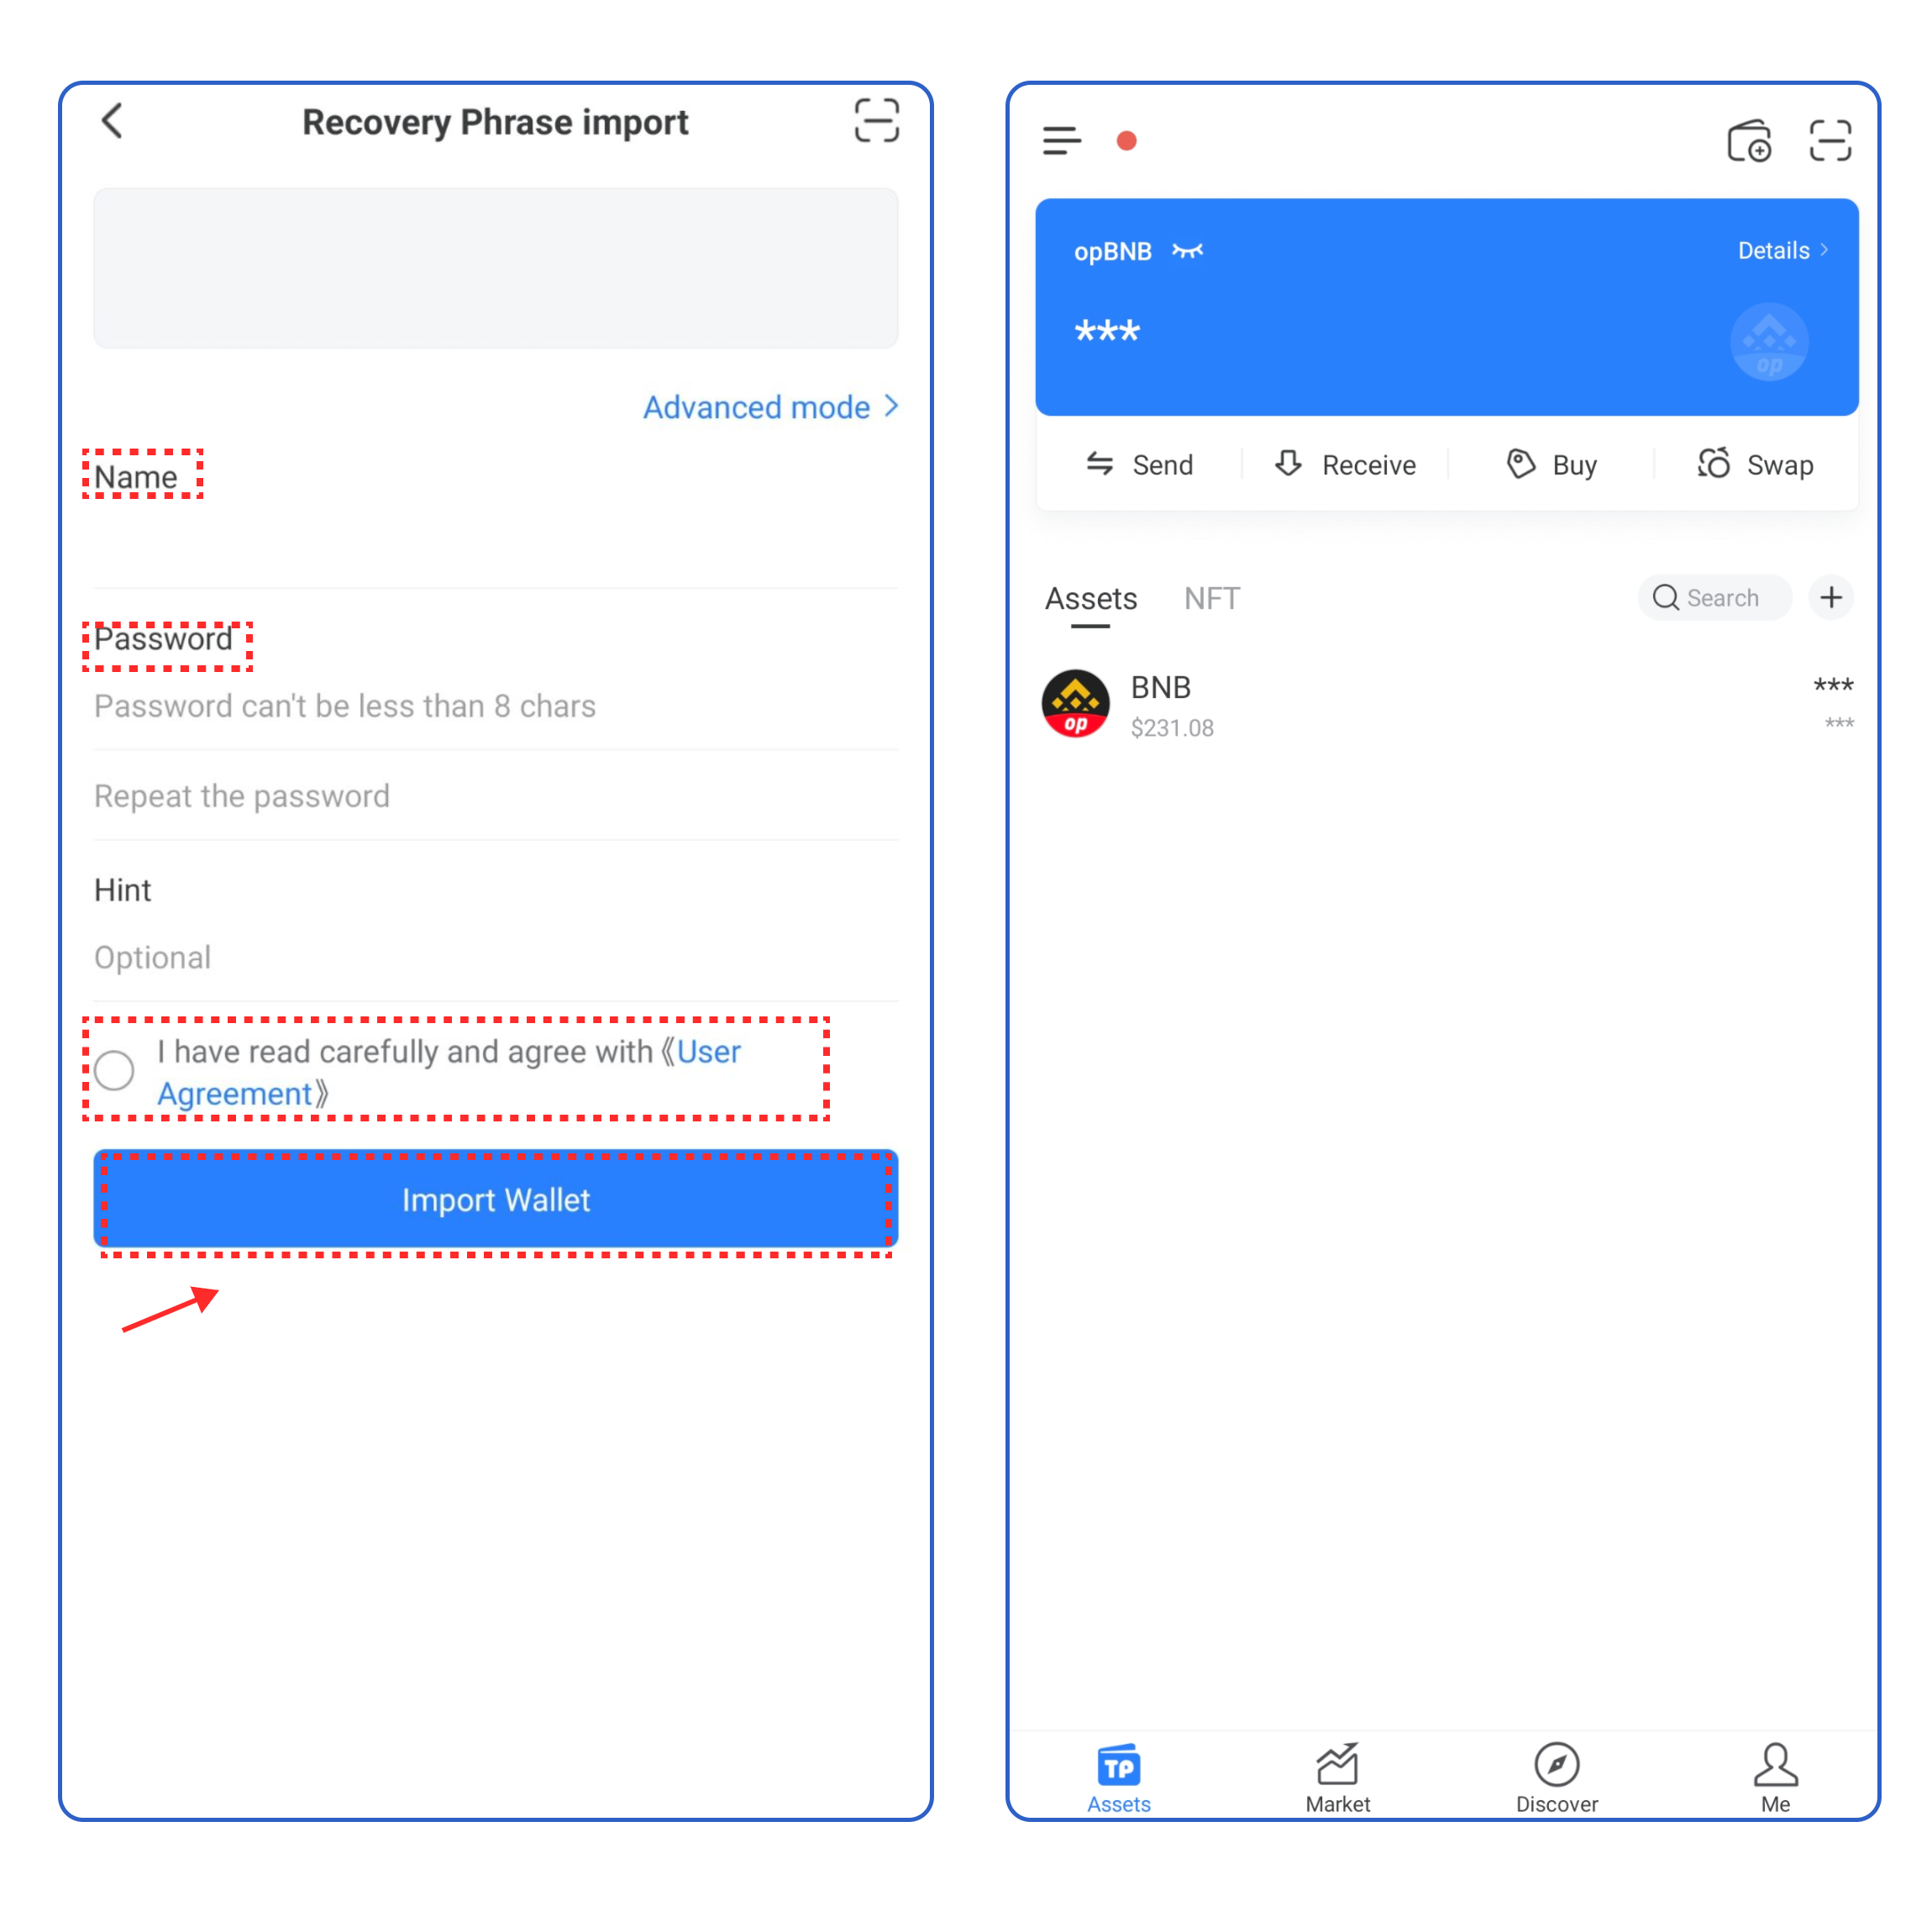 Recovery Phrase import
Advanced mode
Name
Password
Password can't be less than 8 chars
Repeat the password
Hint
Optional
I have read carefully and agree with《User
Agreement》
Import Wallet
opBNB
Details
***
op
Send
Receive
Buy
Swap
Assets
NFT
Search
BNB
***
op
$231.08
***
TP
Assets
Market
Discover
Me